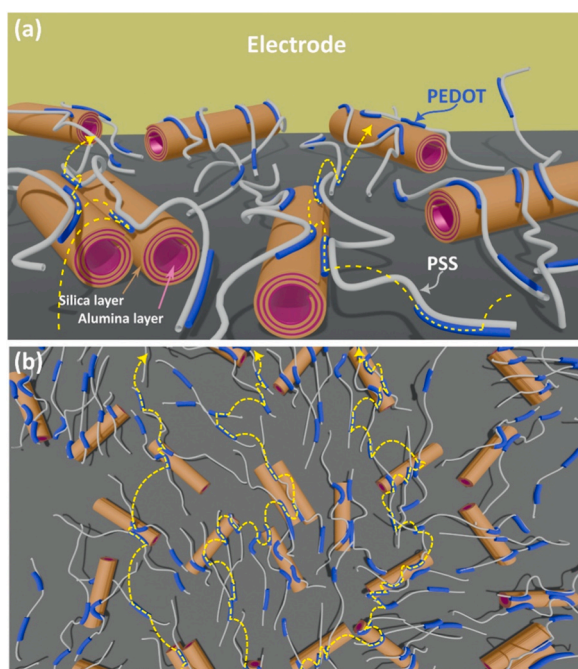 (a)
Electrode
PEDOT
PSS
Silica layer
Alumina layer
(b)